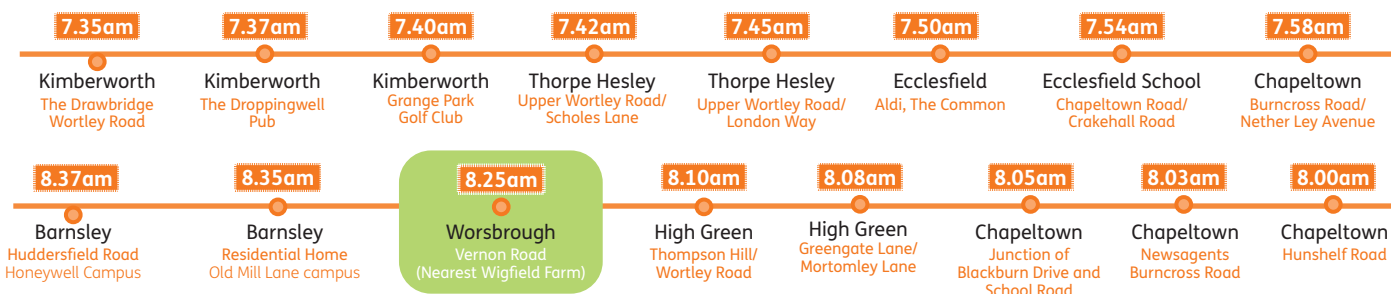 7.35am 7.37am 7.40am 7.42am 7.45am 7.50am 7.54am 7.58am
Kimberworth Kimberworth Kimberworth Thorpe Hesley Thorpe Hesley Ecclesfield Ecclesfield School Chapeltown
The Drawbridge The Droppingwell Grange Park Upper Wortley Road/ Upper Wortley Road/ Aldi, The Common Chapeltown Road/ Burncross Road/
Wortley Road Pub Golf Club Scholes Lane London Way Crakehall Road Nether Ley Avenue
8.37am 8.35am 8.25am 8.10am 8.08am 8.05am 8.03am 8.00am
Barnsley Barnsley Worsbrough High Green High Green Chapeltown Chapeltown Chapeltown
Huddersfield Road Residential Home Vernon Road Thompson Hill/ Greengate Lane/ Junction of Newsagents Hunshelf Road
Honeywell Campus Old Mill Lane campus (Nearest Wigfield Farm) Wortley Road Mortomley Lane Blackburn Drive and Burncross Road
School Road